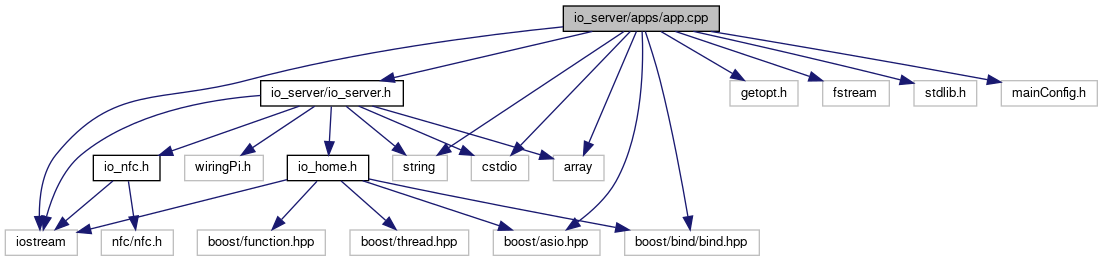 io_server/apps/app.cpp
io_server/io_server.h
getopt.h
fstream
stdlib.h
mainConfig.h
io_nfc.h
wiringPi.h
io_home.h
string
cstdio
array
iostream
nfc/nfc.h
boost/function.hpp
boost/thread.hpp
boost/asio.hpp
boost/bind/bind.hpp